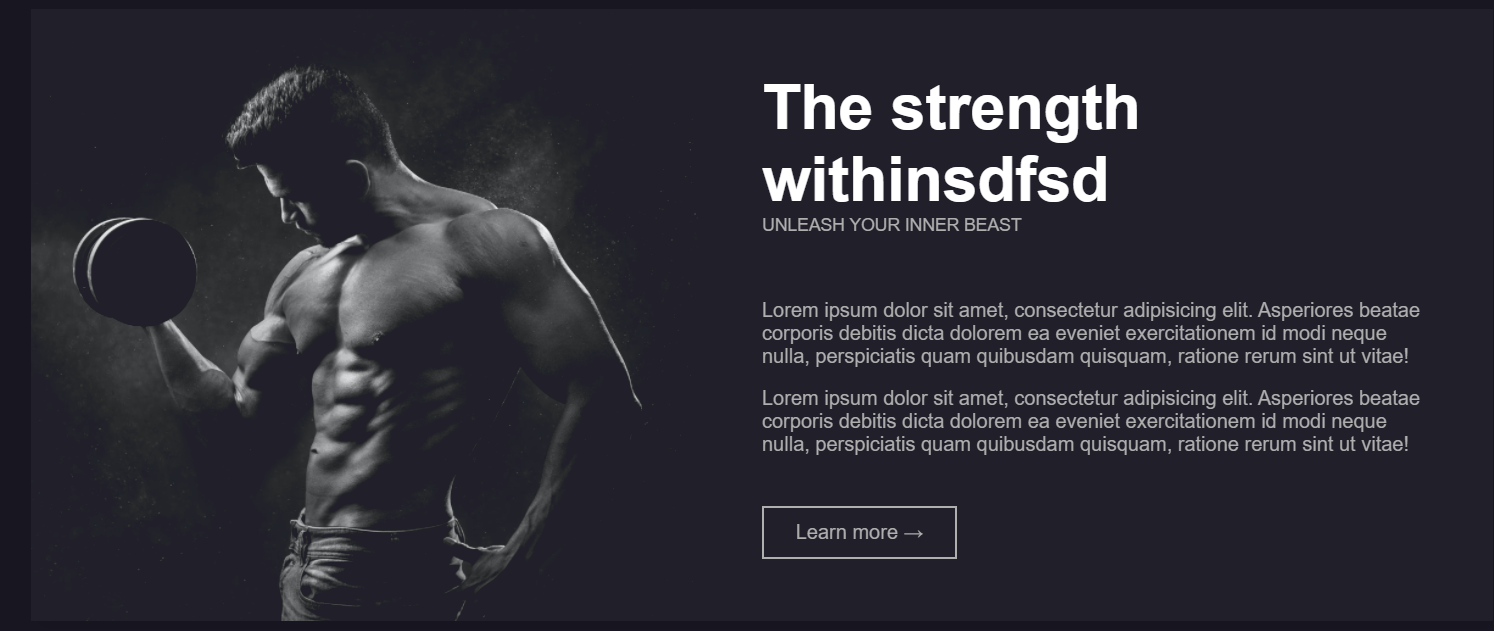 The strength
withinsdfsd
UNLEASH YOUR INNER BEAST
Lorem ipsum dolor sit amet, consectetur adipisicing elit. Asperiores beatae
corporis debitis dicta dolorem ea eveniet exercitationem id modi neque
nulla, perspiciatis quam quibusdam quisquam, ratione rerum sint ut vitae!
Lorem ipsum dolor sit amet, consectetur adipisicing elit. Asperiores beatae
corporis debitis dicta dolorem ea eveniet exercitationem id modi neque
nulla, perspiciatis quam quibusdam quisquam, ratione rerum sint ut vitae!
Learn more →